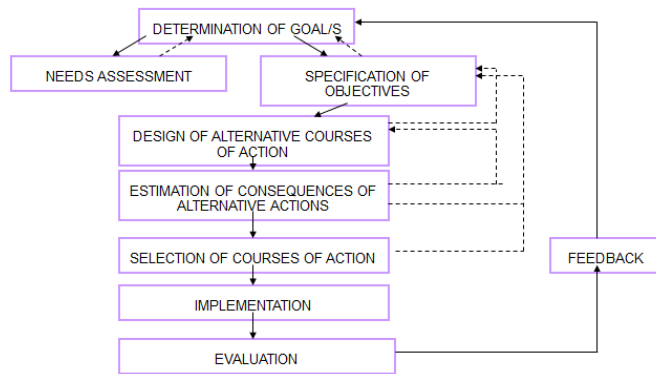 DETERMINATION OF GOAL/S
NEEDS ASSESSMENT
SPECIFICATION OF
OBJECTIVES
DESIGN OF ALTERNATIVE COURSES
OF ACTION
ESTIMATION OF CONSEQUENCES OF
ALTERNATIVE ACTIONS
SELECTION OF COURSES OF ACTION
FEEDBACK
IMPLEMENTATION
EVALUATION